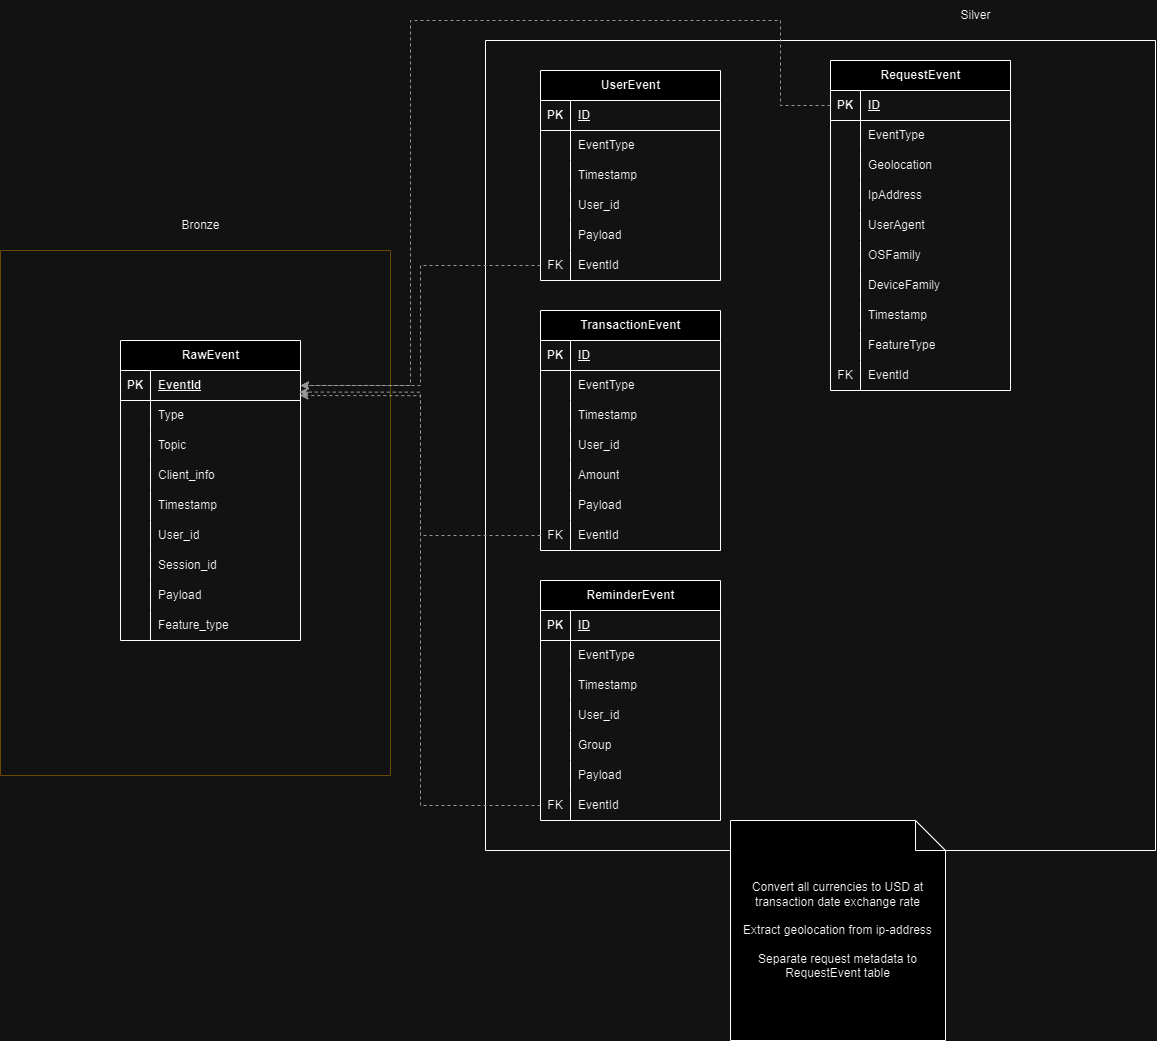 Silver
Bronze
RawEvent
PK EventId
Type
Topic
Client_info
Timestamp
User_id
Session_id
Payload
Feature_type
UserEvent
PK ID
EventType
Timestamp
User_id
Payload
FK EventId
TransactionEvent
PK ID
EventType
Timestamp
User_id
Amount
Payload
FK EventId
ReminderEvent
PK ID
EventType
Timestamp
User_id
Group
Payload
FK EventId
RequestEvent
PK ID
EventType
Geolocation
IpAddress
UserAgent
OSFamily
DeviceFamily
Timestamp
FeatureType
FK EventId
Convert all currencies to USD at
transaction date exchange rate
Extract geolocation from ip-address
Separate request metadata to
RequestEvent table